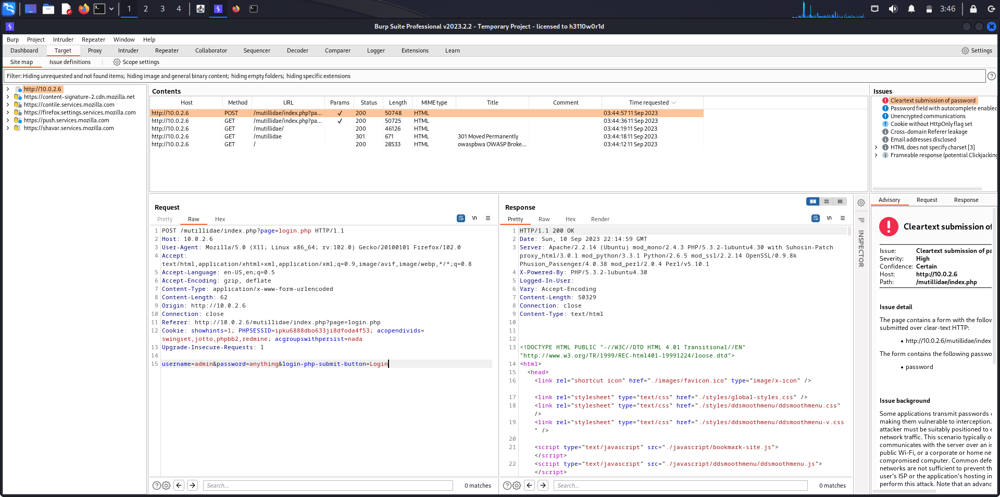 1 2 3 4 3:46
Burp Suite Professional v2023.2.2 - Temporary Project - licensed to h3110w0r1d
Burp Project Intruder Repeater Window Help
Dashboard Target Proxy Intruder Repeater Collaborator Sequencer Decoder Comparer Logger Extensions Learn Settings
Site map Issue definitions Scope settings
Filter: Hiding unrequested and not found items; hiding image and general binary content; hiding empty folders; hiding specific extensions
http://10.0.2.6
https://content-signature-2.cdn.mozilla.net
https://contile.services.mozilla.com
https://firefox.settings.services.mozilla.com
https://push.services.mozilla.com
https://shavar.services.mozilla.com
Contents
Host Method URL Params Status Length MIME type Title Comment Time requested
http://10.0.2.6 POST /mutillidae/index.php?pa... ✓ 200 50748 HTML 03:44:57 11 Sep 2023
http://10.0.2.6 GET /mutillidae/index.php?pa... ✓ 200 50725 HTML 03:44:36 11 Sep 2023
http://10.0.2.6 GET /mutillidae/ 200 46126 HTML 03:44:19 11 Sep 2023
http://10.0.2.6 GET /mutillidae 301 671 HTML 301 Moved Permanently 03:44:18 11 Sep 2023
http://10.0.2.6 GET / 200 28533 HTML owaspbwa OWASP Broke... 03:44:12 11 Sep 2023
Issues
Cleartext submission of password
Password field with autocomplete enabled
Unencrypted communications
Cookie without HttpOnly flag set
Cross-domain Referer leakage
Email addresses disclosed
HTML does not specify charset [3]
Frameable response (potential Clickjacking
Request
Pretty Raw Hex \n
1 POST /mutillidae/index.php?page=login.php HTTP/1.1
2 Host: 10.0.2.6
3 User-Agent: Mozilla/5.0 (X11; Linux x86_64; rv:102.0) Gecko/20100101 Firefox/102.0
4 Accept:
text/html,application/xhtml+xml,application/xml;q=0.9,image/avif,image/webp,*/*;q=0.8
5 Accept-Language: en-US,en;q=0.5
6 Accept-Encoding: gzip, deflate
7 Content-Type: application/x-www-form-urlencoded
8 Content-Length: 62
9 Origin: http://10.0.2.6
10 Connection: close
11 Referer: http://10.0.2.6/mutillidae/index.php?page=login.php
12 Cookie: showhints=1; PHPSESSID=ipku6888dbo633ji8dfoda4f53; acopendivids=
swingset,jotto,phpbb2,redmine; acgroupswithpersist=nada
13 Upgrade-Insecure-Requests: 1
14
15 username=admin&password=anything&login-php-submit-button=Login
Search... 0 matches
Response
Pretty Raw Hex Render \n
1 HTTP/1.1 200 OK
2 Date: Sun, 10 Sep 2023 22:14:59 GMT
3 Server: Apache/2.2.14 (Ubuntu) mod_mono/2.4.3 PHP/5.3.2-1ubuntu4.30 with Suhosin-Patch
proxy_html/3.0.1 mod_python/3.3.1 Python/2.6.5 mod_ssl/2.2.14 OpenSSL/0.9.8k
Phusion_Passenger/4.0.38 mod_perl/2.0.4 Perl/v5.10.1
4 X-Powered-By: PHP/5.3.2-1ubuntu4.30
5 Logged-In-User:
6 Vary: Accept-Encoding
7 Content-Length: 50329
8 Connection: close
9 Content-Type: text/html
10
11
12
13 <!DOCTYPE HTML PUBLIC "-//W3C//DTD HTML 4.01 Transitional//EN"
"http://www.w3.org/TR/1999/REC-html401-19991224/loose.dtd">
14 <html>
15 <head>
16 <link rel="shortcut icon" href="./images/favicon.ico" type="image/x-icon" />
17 <link rel="stylesheet" type="text/css" href="./styles/global-styles.css" />
18 <link rel="stylesheet" type="text/css" href="./styles/ddsmoothmenu/ddsmoothmenu.css"
/>
19 <link rel="stylesheet" type="text/css" href="./styles/ddsmoothmenu/ddsmoothmenu-v.css
" />
20
21 <script type="text/javascript" src="./javascript/bookmark-site.js">
</script>
22 <script type="text/javascript" src="./javascript/ddsmoothmenu/ddsmoothmenu.js">
</script>
Search... 0 matches
INSPECTOR
Advisory Request Response
Cleartext submission of
Issue: Cleartext submission of pa
Severity: High
Confidence: Certain
Host: http://10.0.2.6
Path: /mutillidae/index.php
Issue detail
The page contains a form with the follow
submitted over clear-text HTTP:
• http://10.0.2.6/mutillidae/index
The form contains the following passwo
• password
Issue background
Some applications transmit passwords o
making them vulnerable to interception.
attacker must be suitably positioned to e
network traffic. This scenario typically o
communicates with the server over an in
public Wi-Fi, or a corporate or home net
compromised computer. Common defe
networks are not sufficient to prevent th
user's ISP or the application's hosting in
perform this attack. Note that an advanc